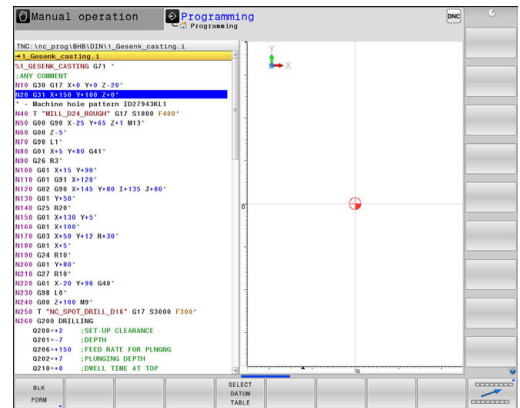 Manual operation
Programming
Programming
DNC
TNC:\nc_prog\BHB\DIN\1_Gesenk_casting.i
→1_Gesenk_casting.i
%1_GESENK_CASTING G71 *
;ANY COMMENT
N10 G30 G17 X+0 Y+0 Z-20*
N20 G31 X+150 Y+100 Z+0*
* - Machine hole pattern ID27943KL1
N40 T "MILL_D24_ROUGH" G17 S1800 F400*
N50 G00 G90 X-25 Y+65 Z+1 M13*
N60 G00 Z-5*
N70 G98 L1*
N80 G01 X+5 Y+80 G41*
N90 G26 R3*
N100 G01 X+15 Y+90*
N110 G01 G91 X+120*
N120 G02 G90 X+145 Y+80 I+135 J+80*
N130 G01 Y+50*
N140 G25 R20*
N150 G01 X+130 Y+5*
N160 G01 X+100*
N170 G03 X+50 Y+12 R+30*
N180 G01 X+5*
N190 G24 R10*
N200 G01 Y+80*
N210 G27 R10*
N220 G01 X-20 Y+90 G40*
N230 G98 L0*
N240 G00 Z+100 M9*
N250 T "NC_SPOT_DRILL_D16" G17 S3000 F300*
N260 G200 DRILLING
Q200=+2 ;SET-UP CLEARANCE
Q201=-7 ;DEPTH
Q206=+150 ;FEED RATE FOR PLNGNG
Q202=+7 ;PLUNGING DEPTH
Q210=+0 ;DWELL TIME AT TOP
Y
X
0
0
BLK
FORM
SELECT
DATUM
TABLE